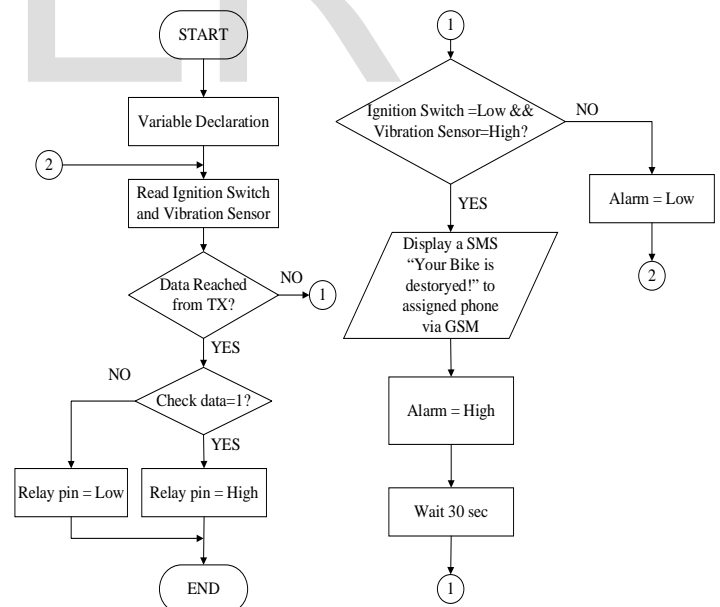 START
Variable Declaration
2
Read Ignition Switch
and Vibration Sensor
Data Reached
from TX?
NO
1
YES
NO
Check data=1?
YES
Relay pin = Low
Relay pin = High
END
1
Ignition Switch =Low &&
Vibration Sensor=High?
NO
YES
Alarm = Low
2
Display a SMS
“Your Bike is
destoryed!” to
assigned phone
via GSM
Alarm = High
Wait 30 sec
1